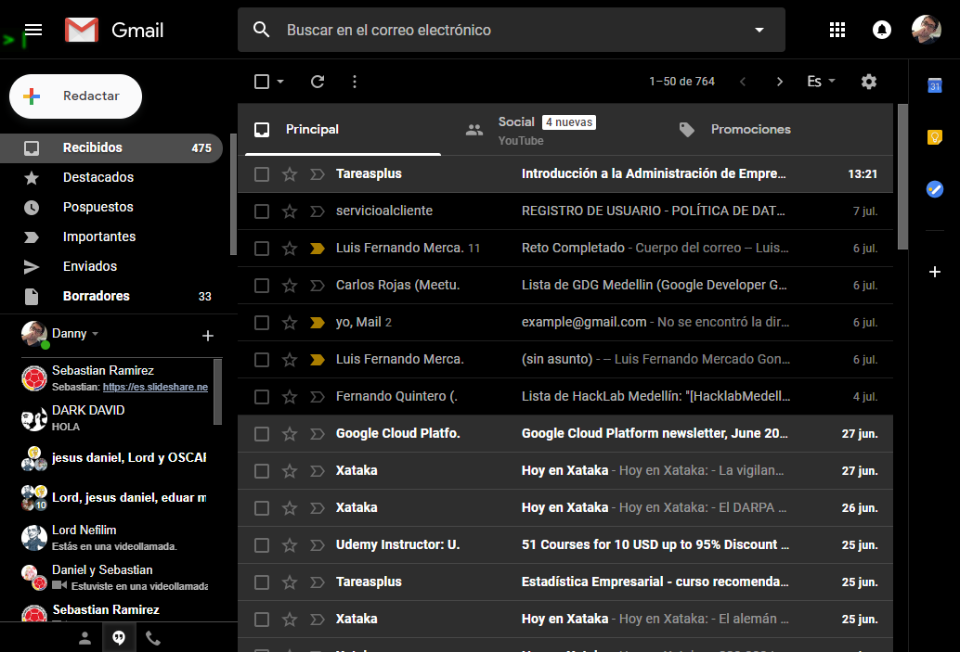 Gmail
Buscar en el correo electrónico
Redactar
1–50 de 764
Es
31
Recibidos 475
Destacados
Pospuestos
Importantes
Enviados
Borradores 33
Danny
Sebastian Ramirez
Sebastian: https://es.slideshare.ne
DARK DAVID
HOLA
jesus daniel, Lord y OSCAR
Lord, jesus daniel, eduar m
10
Lord Nefilim
Estás en una videollamada.
Daniel y Sebastian
Estuviste en una videollamada
Sebastian Ramirez
Principal
Social 4 nuevas
YouTube
Promociones
Tareasplus Introducción a la Administración de Empre… 13:21
servicioalcliente REGISTRO DE USUARIO - POLÍTICA DE DAT… 7 jul.
Luis Fernando Merca. 11 Reto Completado - Cuerpo del correo -- Luis… 6 jul.
Carlos Rojas (Meetu. Lista de GDG Medellin (Google Developer G… 6 jul.
yo, Mail 2 example@gmail.com - No se encontró la dir… 6 jul.
Luis Fernando Merca. (sin asunto) - -- Luis Fernando Mercado Gon… 6 jul.
Fernando Quintero (. Lista de HackLab Medellín: "[HacklabMedell… 4 jul.
Google Cloud Platfo. Google Cloud Platform newsletter, June 20… 27 jun.
Xataka Hoy en Xataka - Hoy en Xataka: - La vigilan… 27 jun.
Xataka Hoy en Xataka - Hoy en Xataka: - El DARPA … 26 jun.
Udemy Instructor: U. 51 Courses for 10 USD up to 95% Discount … 25 jun.
Tareasplus Estadística Empresarial - curso recomenda… 25 jun.
Xataka Hoy en Xataka - Hoy en Xataka: - El alemán … 25 jun.